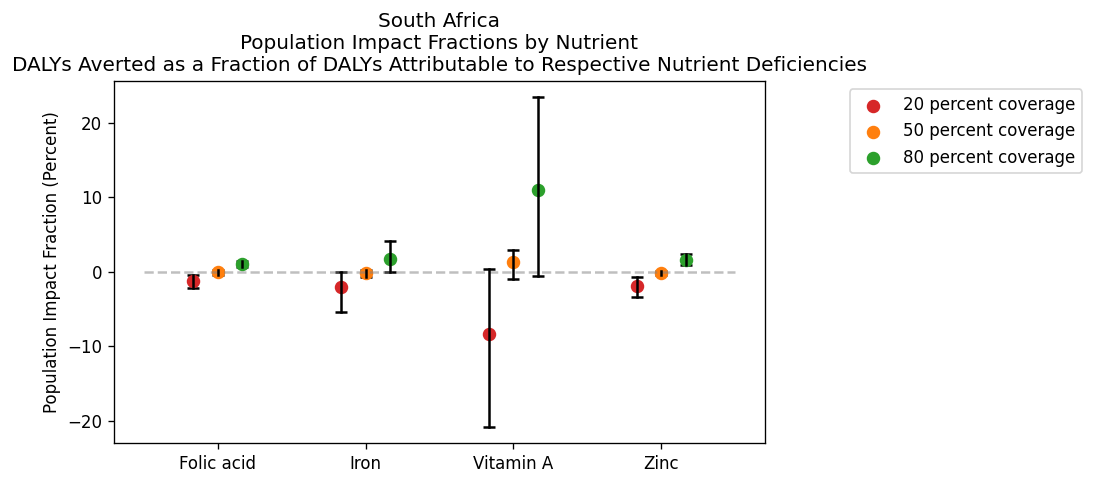 South Africa
Population Impact Fractions by Nutrient
DALYs Averted as a Fraction of DALYs Attributable to Respective Nutrient Deficiencies
20 percent coverage
50 percent coverage
80 percent coverage
Population Impact Fraction (Percent)
20
10
0
−10
−20
Folic acid
Iron
Vitamin A
Zinc